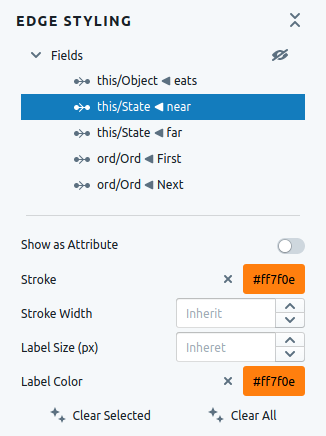 EDGE STYLING
Fields
this/Object ◀ eats
this/State ◀ near
this/State ◀ far
ord/Ord ◀ First
ord/Ord ◀ Next
Show as Attribute
Stroke #ff7f0e
Stroke Width Inherit
Label Size (px) Inheret
Label Color #ff7f0e
Clear Selected Clear All